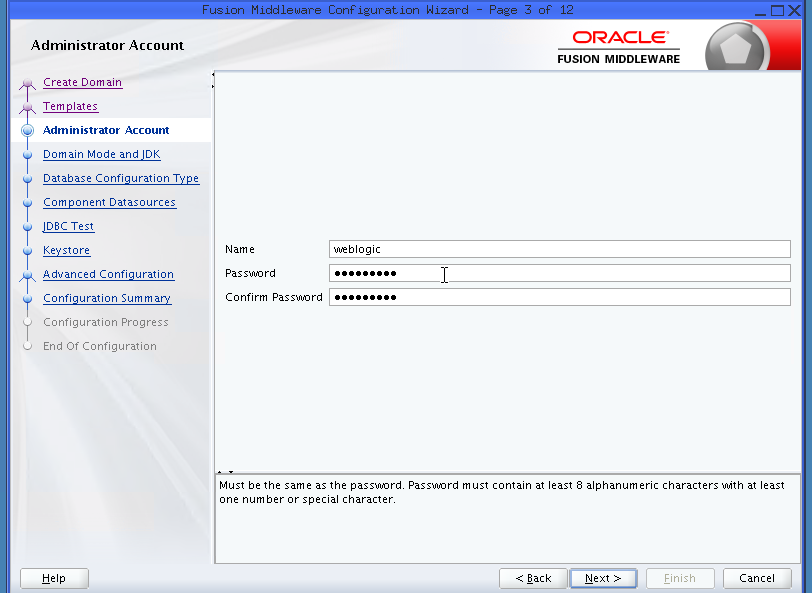 Fusion Middleware Configuration Wizard - Page 3 of 12
Administrator Account
ORACLE
FUSION MIDDLEWARE
Create Domain
Templates
Administrator Account
Domain Mode and JDK
Database Configuration Type
Component Datasources
JDBC Test
Keystore
Advanced Configuration
Configuration Summary
Configuration Progress
End Of Configuration
Name weblogic
Password •••••••••
Confirm Password •••••••••
Must be the same as the password. Password must contain at least 8 alphanumeric characters with at least
one number or special character.
Help < Back Next > Finish Cancel